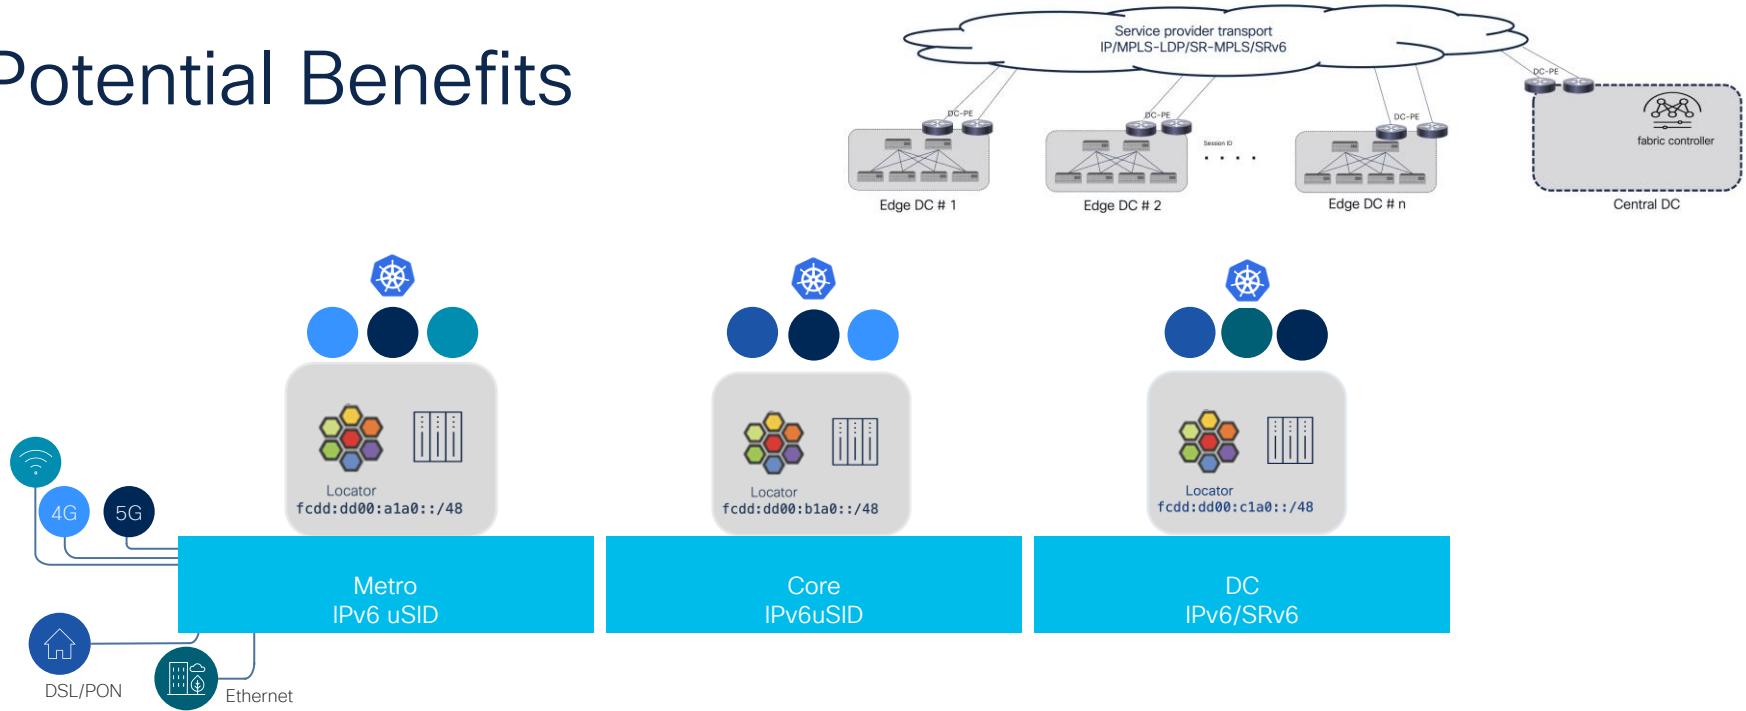 Potential Benefits
Service provider transport
IP/MPLS-LDP/SR-MPLS/SRv6
DC-PE
DC-PE
DC-PE
DC-PE
Session ID
fabric controller
Edge DC # 1
Edge DC # 2
Edge DC # n
Central DC
Locator
fcdd:dd00:a1a0::/48
Locator
fcdd:dd00:b1a0::/48
Locator
fcdd:dd00:c1a0::/48
4G
5G
Metro
IPv6 uSID
Core
IPv6uSID
DC
IPv6/SRv6
DSL/PON
Ethernet